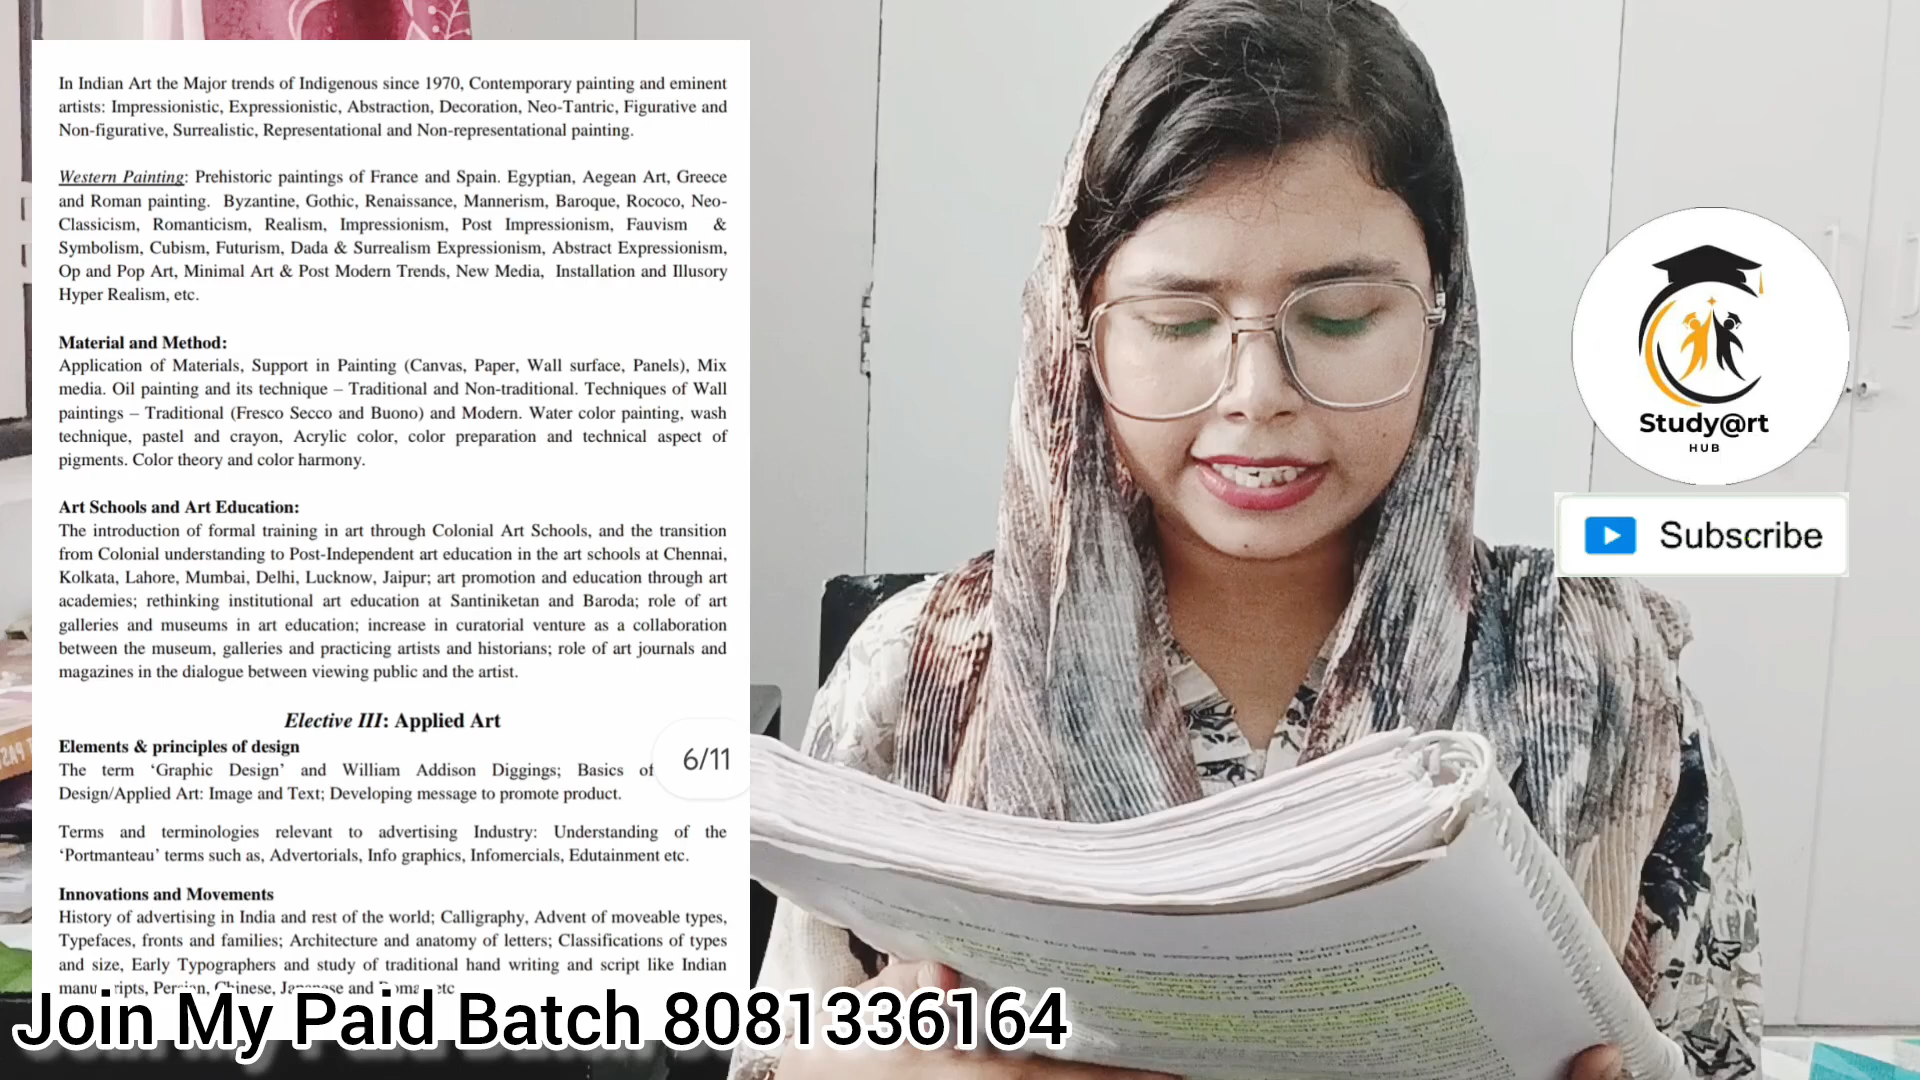 In Indian Art the Major trends of Indigenous since 1970, Contemporary painting and eminent
artists: Impressionistic, Expressionistic, Abstraction, Decoration, Neo-Tantric, Figurative and
Non-figurative, Surrealistic, Representational and Non-representational painting.
Western Painting: Prehistoric paintings of France and Spain. Egyptian, Aegean Art, Greece
and Roman painting. Byzantine, Gothic, Renaissance, Mannerism, Baroque, Rococo, Neo-
Classicism, Romanticism, Realism, Impressionism, Post Impressionism, Fauvism &
Symbolism, Cubism, Futurism, Dada & Surrealism Expressionism, Abstract Expressionism,
Op and Pop Art, Minimal Art & Post Modern Trends, New Media, Installation and Illusory
Hyper Realism, etc.
Material and Method:
Application of Materials, Support in Painting (Canvas, Paper, Wall surface, Panels), Mix
media. Oil painting and its technique – Traditional and Non-traditional. Techniques of Wall
paintings – Traditional (Fresco Secco and Buono) and Modern. Water color painting, wash
technique, pastel and crayon, Acrylic color, color preparation and technical aspect of
pigments. Color theory and color harmony.
Art Schools and Art Education:
The introduction of formal training in art through Colonial Art Schools, and the transition
from Colonial understanding to Post-Independent art education in the art schools at Chennai,
Kolkata, Lahore, Mumbai, Delhi, Lucknow, Jaipur; art promotion and education through art
academies; rethinking institutional art education at Santiniketan and Baroda; role of art
galleries and museums in art education; increase in curatorial venture as a collaboration
between the museum, galleries and practicing artists and historians; role of art journals and
magazines in the dialogue between viewing public and the artist.
Elective III: Applied Art
Elements & principles of design
The term ‘Graphic Design’ and William Addison Diggings; Basics of
Design/Applied Art: Image and Text; Developing message to promote product.
6/11
Terms and terminologies relevant to advertising Industry: Understanding of the
‘Portmanteau’ terms such as, Advertorials, Info graphics, Infomercials, Edutainment etc.
Innovations and Movements
History of advertising in India and rest of the world; Calligraphy, Advent of moveable types,
Typefaces, fronts and families; Architecture and anatomy of letters; Classifications of types
and size, Early Typographers and study of traditional hand writing and script like Indian
Persian, Chinese, Japanese and etc
Join My Paid Batch 8081336164
Study@rt
HUB
Subscribe